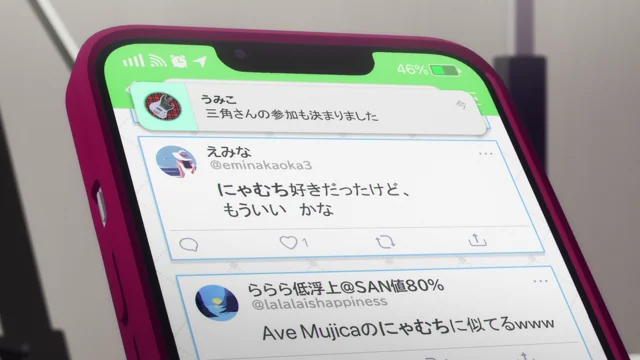 46%
うみこ
今
三角さんの参加も決まりました
えみな
@eminakaoka3
にゃむち好きだったけど、
もういい かな
1
ららら低浮上@SAN値80%
@lalalaishappiness
Ave Mujicaのにゃむちに似てるwww